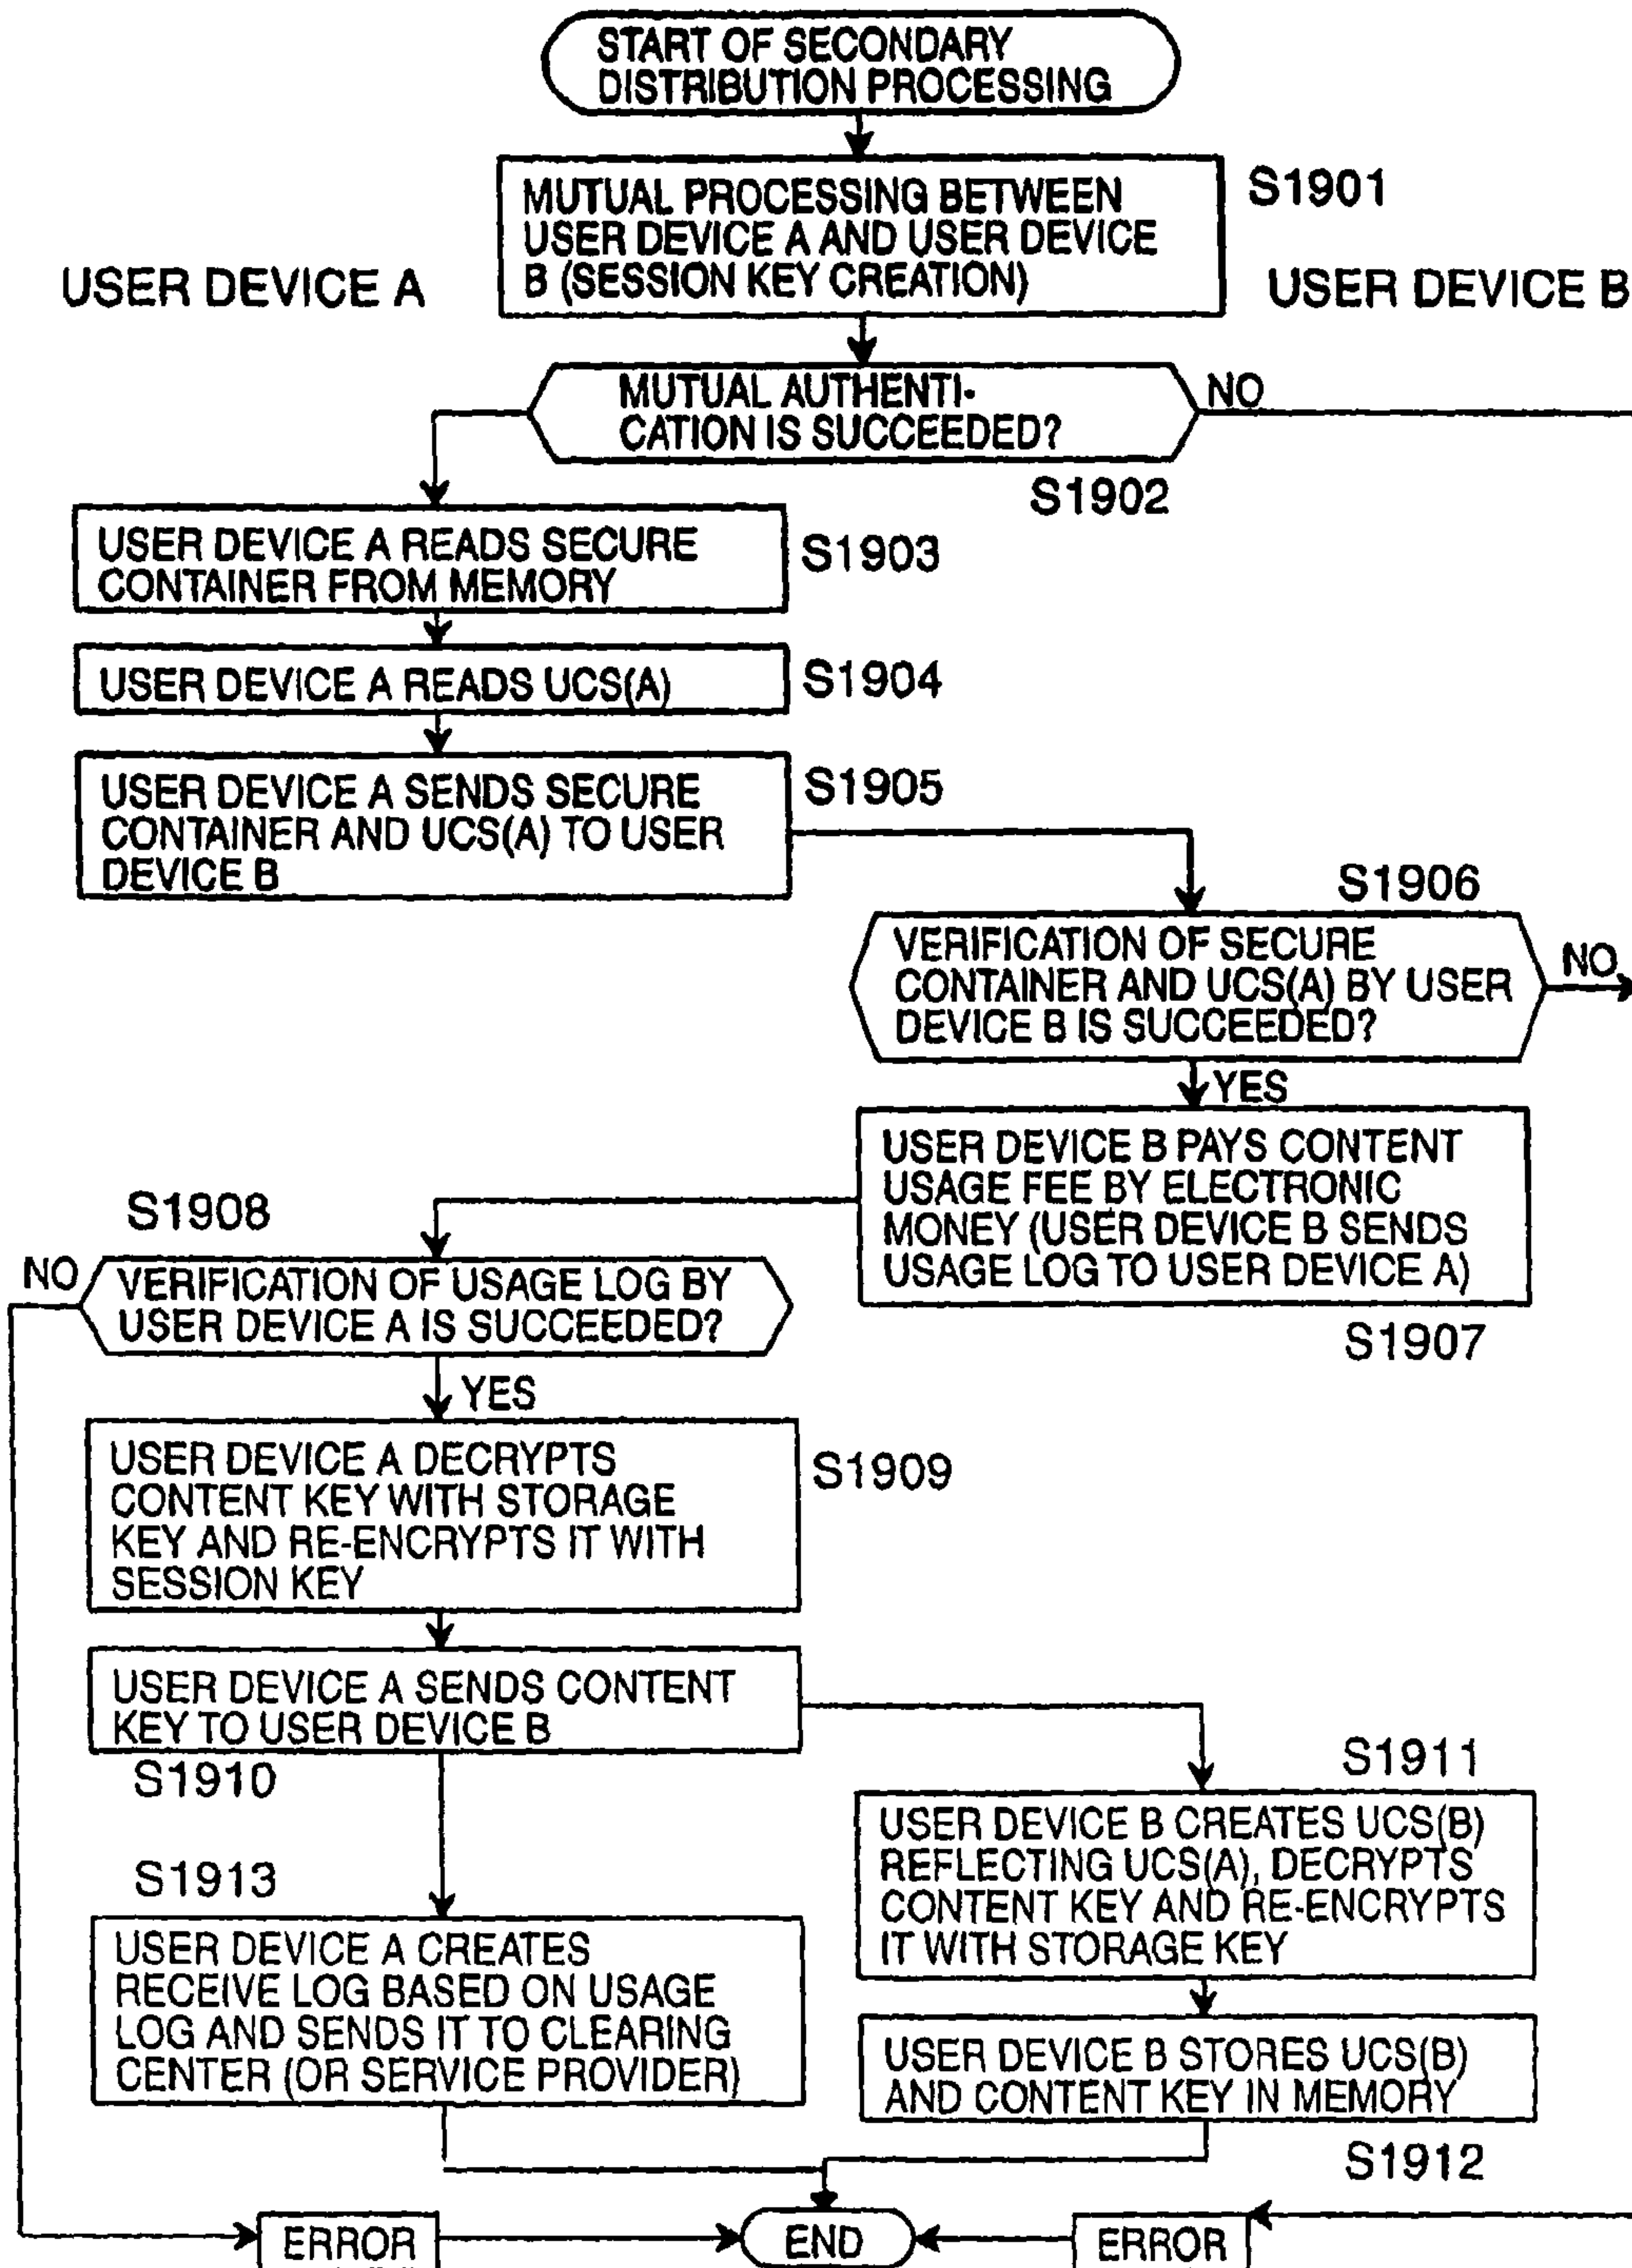 START OF SECONDARY
DISTRIBUTION PROCESSING
MUTUAL PROCESSING BETWEEN
USER DEVICE A AND USER DEVICE
B (SESSION KEY CREATION)
S1901
USER DEVICE A
USER DEVICE B
MUTUAL AUTHENTI-
CATION IS SUCCEEDED?
NO
S1902
USER DEVICE A READS SECURE
CONTAINER FROM MEMORY
S1903
USER DEVICE A READS UCS(A)
S1904
USER DEVICE A SENDS SECURE
CONTAINER AND UCS(A) TO USER
DEVICE B
S1905
S1906
VERIFICATION OF SECURE
CONTAINER AND UCS(A) BY USER
DEVICE B IS SUCCEEDED?
NO
YES
USER DEVICE B PAYS CONTENT
USAGE FEE BY ELECTRONIC
MONEY (USER DEVICE B SENDS
USAGE LOG TO USER DEVICE A)
S1907
S1908
NO
VERIFICATION OF USAGE LOG BY
USER DEVICE A IS SUCCEEDED?
YES
USER DEVICE A DECRYPTS
CONTENT KEY WITH STORAGE
KEY AND RE-ENCRYPTS IT WITH
SESSION KEY
S1909
USER DEVICE A SENDS CONTENT
KEY TO USER DEVICE B
S1910
S1911
USER DEVICE B CREATES UCS(B)
REFLECTING UCS(A), DECRYPTS
CONTENT KEY AND RE-ENCRYPTS
IT WITH STORAGE KEY
S1913
USER DEVICE A CREATES
RECEIVE LOG BASED ON USAGE
LOG AND SENDS IT TO CLEARING
CENTER (OR SERVICE PROVIDER)
USER DEVICE B STORES UCS(B)
AND CONTENT KEY IN MEMORY
S1912
ERROR
END
ERROR